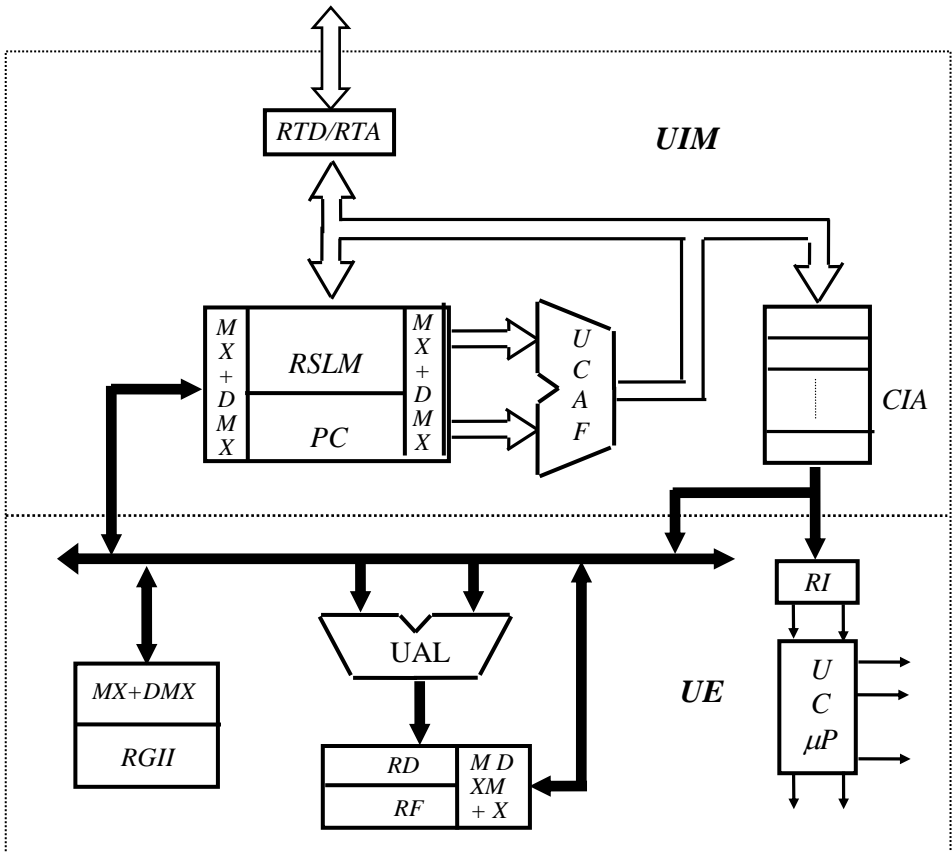 RTD/RTA
UIM
M
X
+
D
M
X
RSLM
PC
M
X
+
D
M
X
U
C
A
F
CIA
RI
UAL
UE
U
C
μP
MX+DMX
RGII
RD
RF
M D
XM
+ X